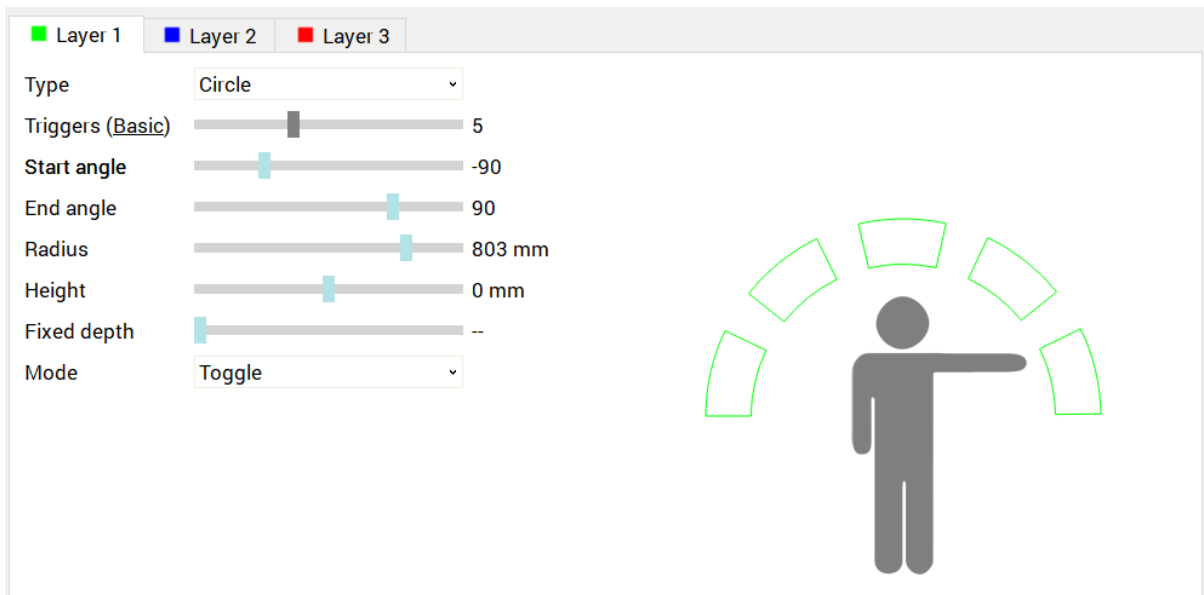 Layer 1 Layer 2 Layer 3
Type Circle
Triggers (Basic) 5
Start angle -90
End angle 90
Radius 803 mm
Height 0 mm
Fixed depth --
Mode Toggle